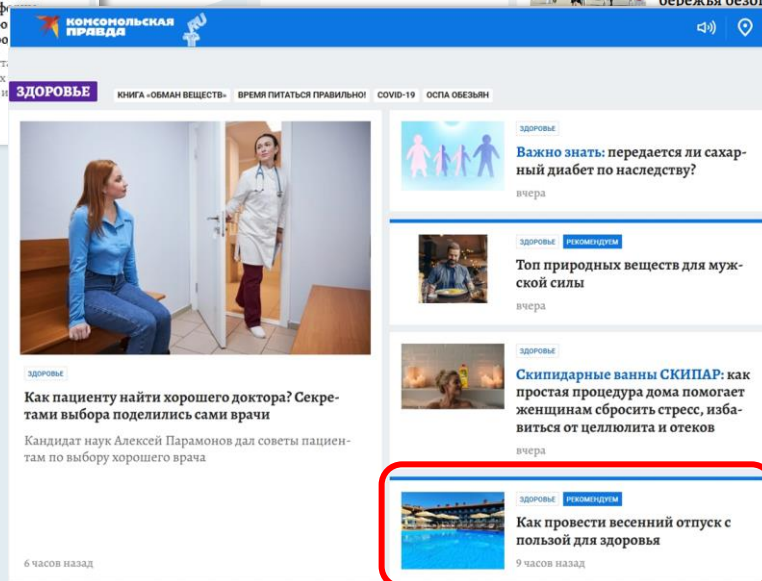 бережья безоп
КОМСОМОЛЬСКАЯ
ПРАВДА
RU
ЗДОРОВЬЕ
КНИГА «ОБМАН ВЕЩЕСТВ» ВРЕМЯ ПИТАТЬСЯ ПРАВИЛЬНО! COVID-19 ОСПА ОБЕЗЬЯН
ЗДОРОВЬЕ
Как пациенту найти хорошего доктора? Секре-
тами выбора поделились сами врачи
Кандидат наук Алексей Парамонов дал советы пациен-
там по выбору хорошего врача
6 часов назад
ЗДОРОВЬЕ
Важно знать: передается ли сахар-
ный диабет по наследству?
вчера
ЗДОРОВЬЕ РЕКОМЕНДУЕМ
Топ природных веществ для муж-
ской силы
вчера
ЗДОРОВЬЕ
Скипидарные ванны СКИПАР: как
простая процедура дома помогает
женщинам сбросить стресс, изба-
виться от целлюлита и отеков
вчера
ЗДОРОВЬЕ РЕКОМЕНДУЕМ
Как провести весенний отпуск с
пользой для здоровья
9 часов назад